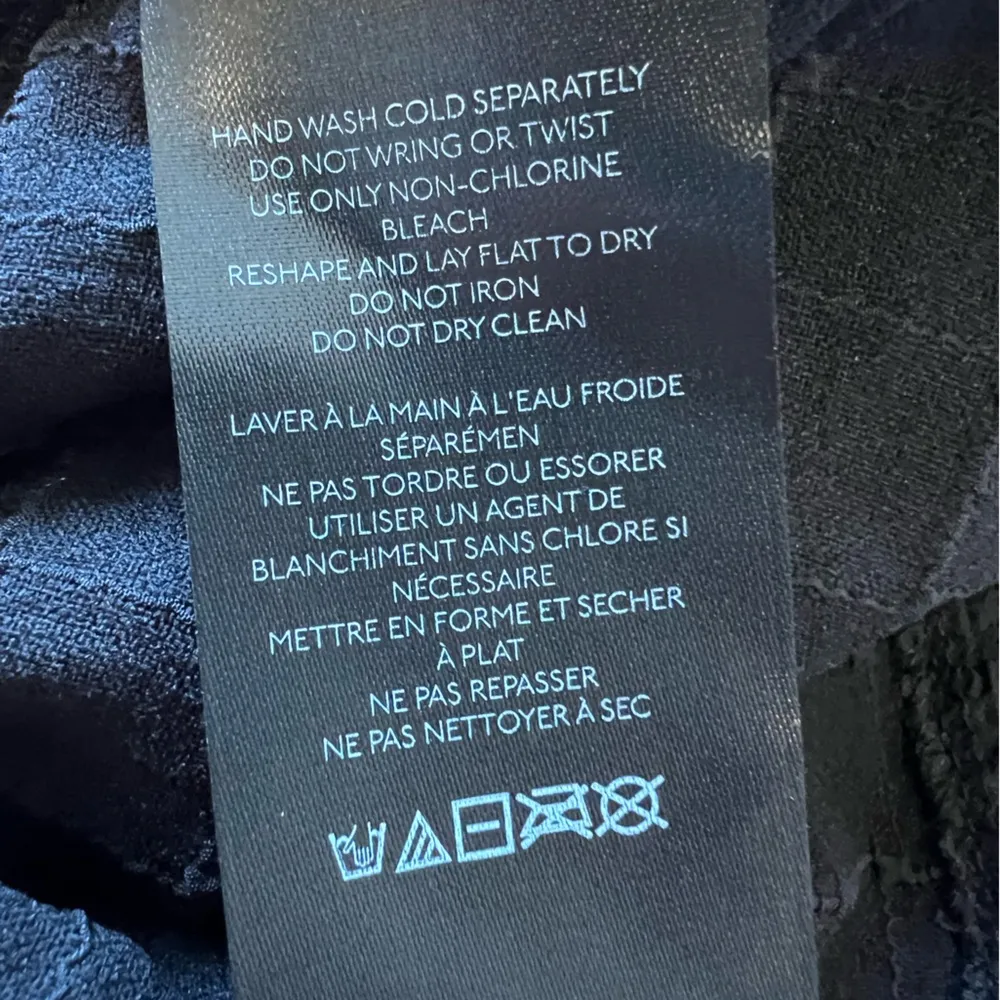 HAND WASH COLD SEPARATELY
DO NOT WRING OR TWIST
USE ONLY NON-CHLORINE
BLEACH
RESHAPE AND LAY FLAT TO DRY
DO NOT IRON
DO NOT DRY CLEAN
LAVER À LA MAIN À L'EAU FROIDE
SÉPARÉMEN
NE PAS TORDRE OU ESSORER
UTILISER UN AGENT DE
BLANCHIMENT SANS CHLORE SI
NÉCESSAIRE
METTRE EN FORME ET SECHER
À PLAT
NE PAS REPASSER
NE PAS NETTOYER À SEC